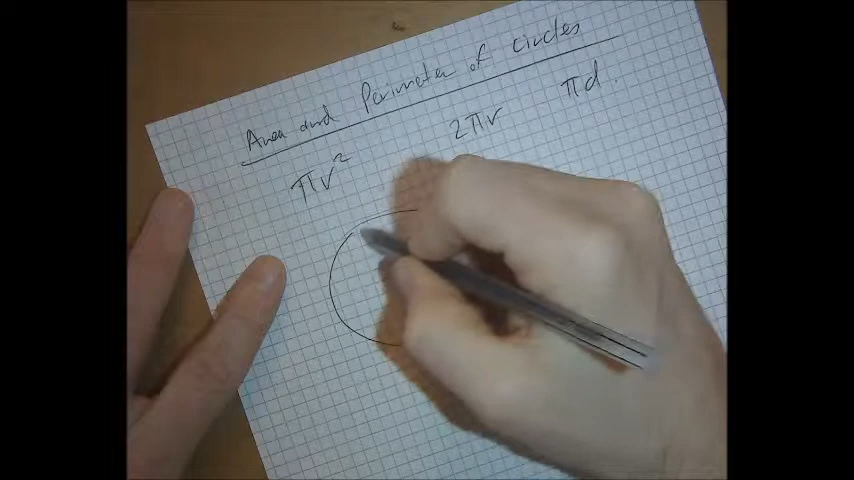 Area and Perimeter of Circles
πr² 2πr πd.